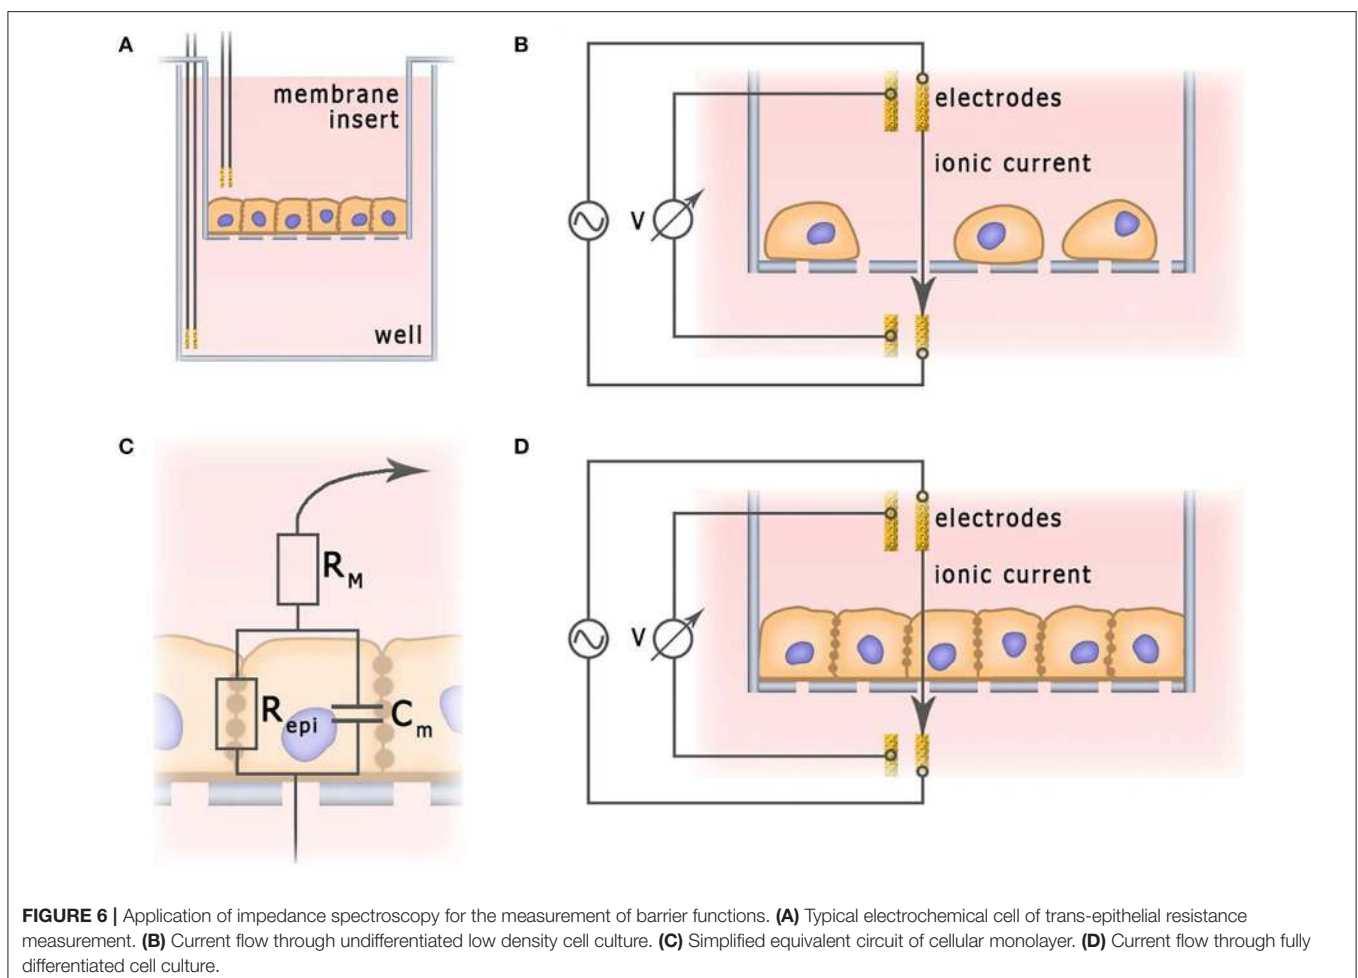 A
membrane
insert
well
B
electrodes
ionic current
V
C
R_M
R_epi
C_m
D
electrodes
ionic current
V
FIGURE 6 | Application of impedance spectroscopy for the measurement of barrier functions. (A) Typical electrochemical cell of trans-epithelial resistance
measurement. (B) Current flow through undifferentiated low density cell culture. (C) Simplified equivalent circuit of cellular monolayer. (D) Current flow through fully
differentiated cell culture.